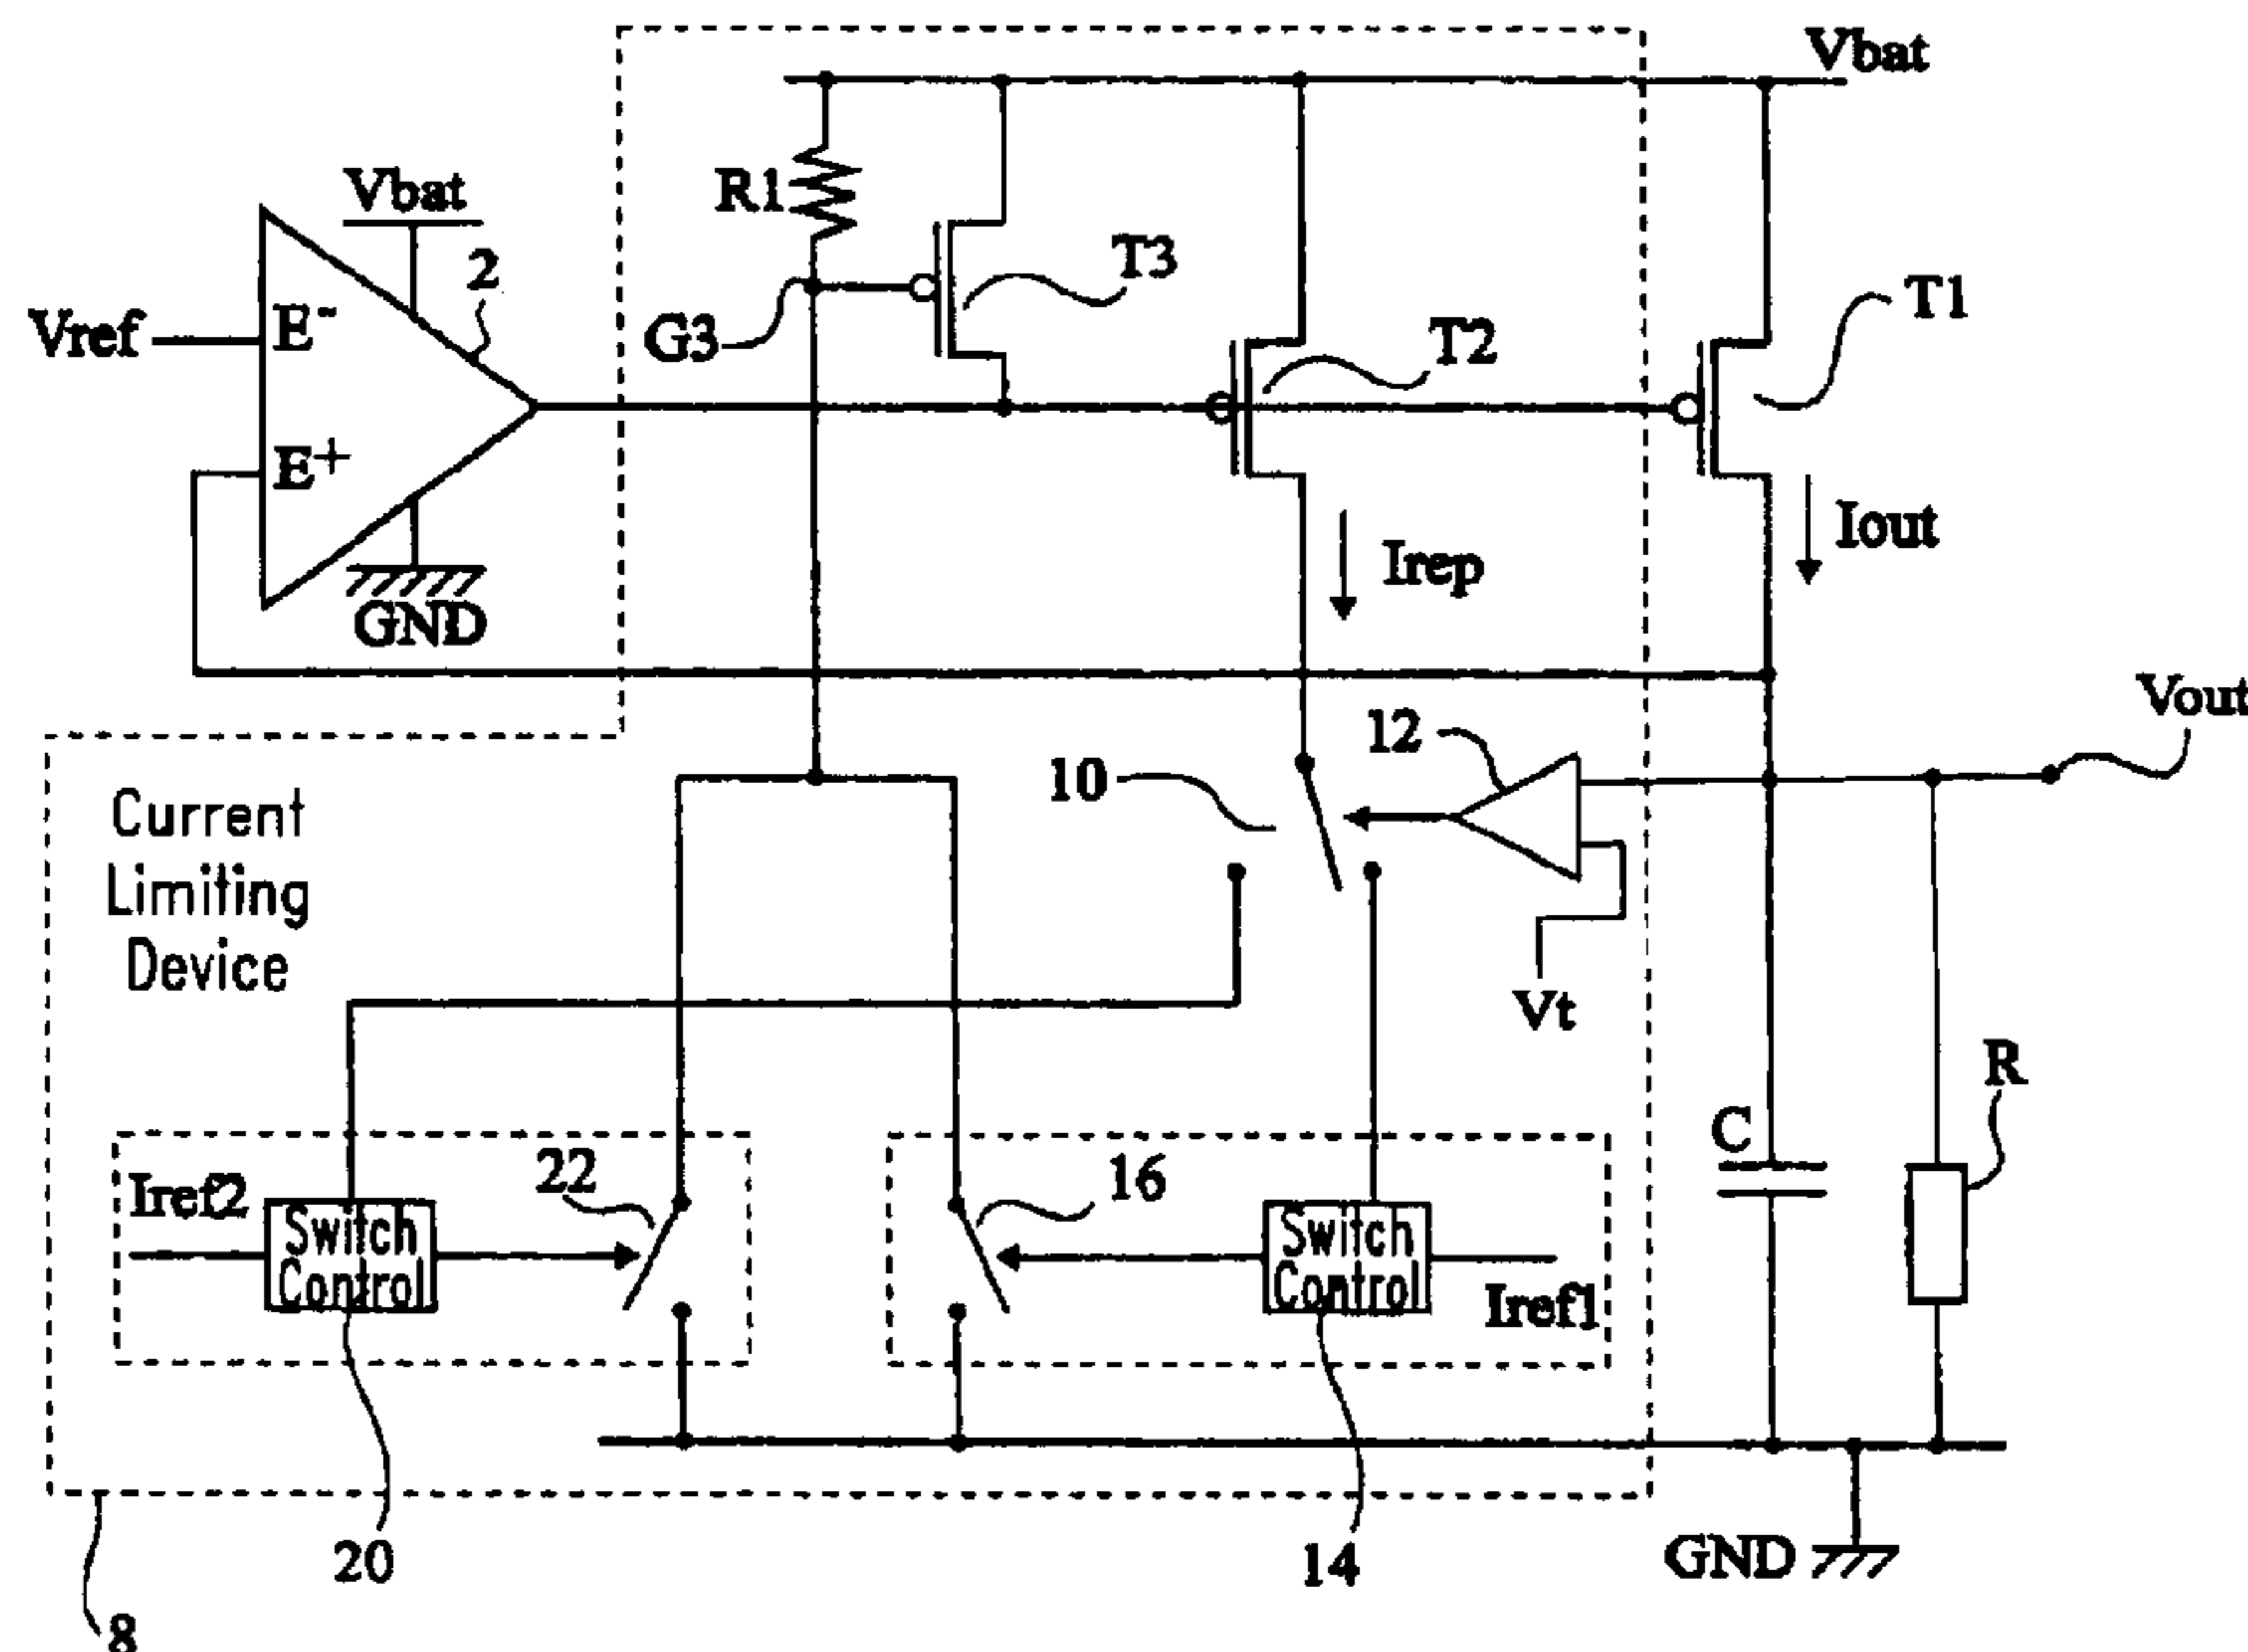 Vbat
Vbat
R1
T3
2
T1
Vref
E-
G3
T2
E+
Iout
Irep
GND
Vout
12
10
Current
Limiting
Device
Vt
R
C
22
16
Iref2
Switch
Control
Switch
Control
Iref1
20
14
GND
8